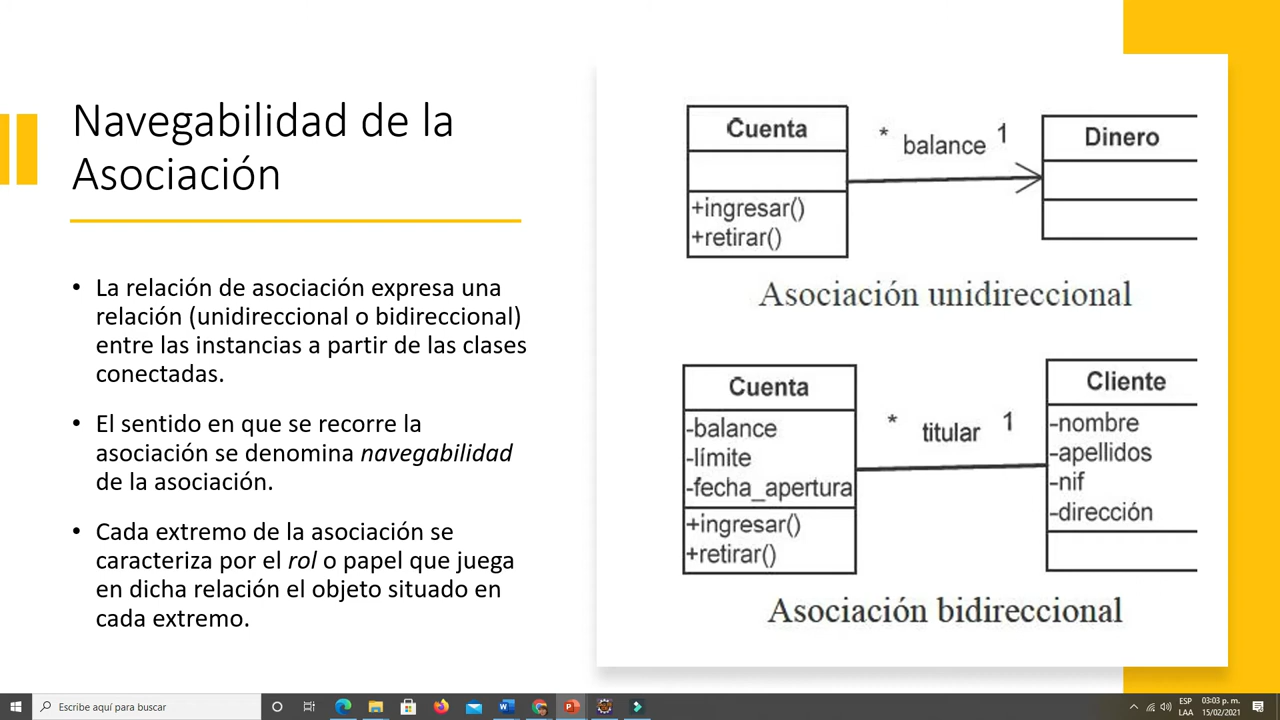 Navegabilidad de la
Asociación
• La relación de asociación expresa una
relación (unidireccional o bidireccional)
entre las instancias a partir de las clases
conectadas.
• El sentido en que se recorre la
asociación se denomina navegabilidad
de la asociación.
• Cada extremo de la asociación se
caracteriza por el rol o papel que juega
en dicha relación el objeto situado en
cada extremo.
Cuenta
+ingresar()
+retirar()
* balance 1
Dinero
Asociación unidireccional
Cuenta
-balance
-límite
-fecha_apertura
+ingresar()
+retirar()
* titular 1
Cliente
-nombre
-apellidos
-nif
-dirección
Asociación bidireccional
Escribe aquí para buscar
ESP
LAA
03:03 p. m.
15/02/2021